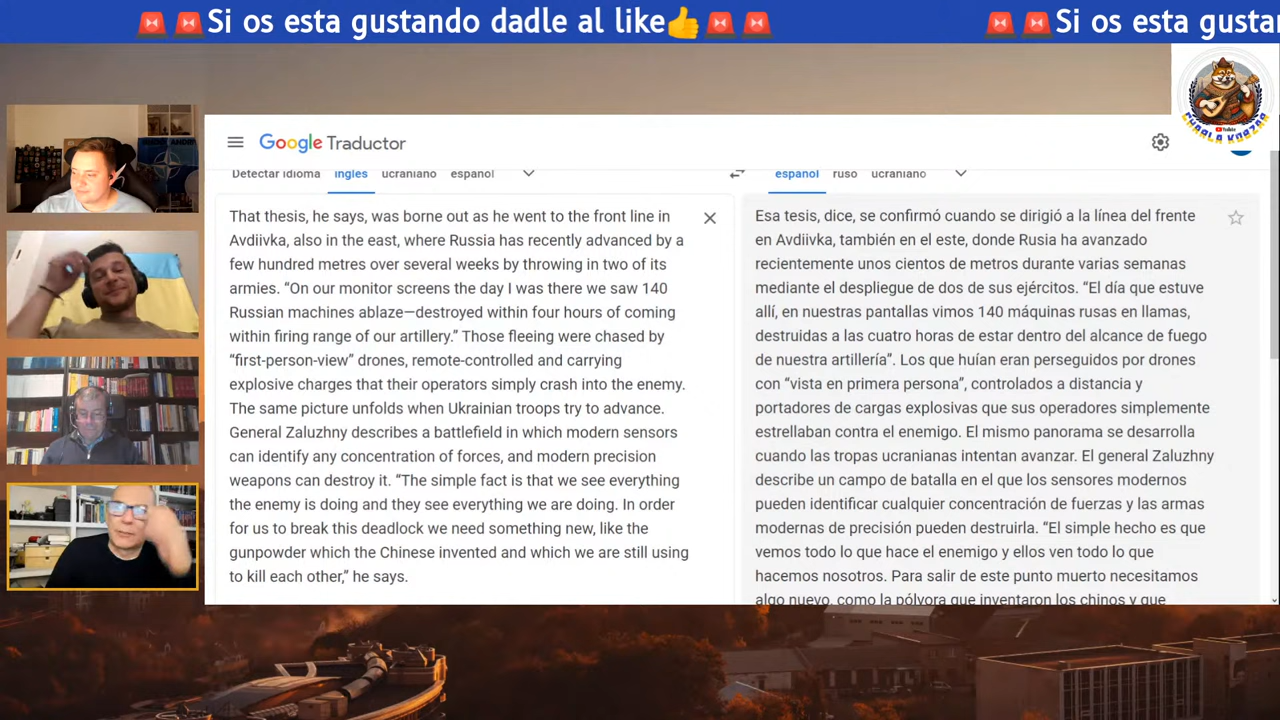 🚨🚨Si os esta gustando dadle al like👍🚨🚨
🚨🚨Si os esta gusta
Google Traductor
Detectar idioma inglés ucraniano español
español ruso ucraniano
That thesis, he says, was borne out as he went to the front line in
Avdiivka, also in the east, where Russia has recently advanced by a
few hundred metres over several weeks by throwing in two of its
armies. “On our monitor screens the day I was there we saw 140
Russian machines ablaze—destroyed within four hours of coming
within firing range of our artillery.” Those fleeing were chased by
“first-person-view” drones, remote-controlled and carrying
explosive charges that their operators simply crash into the enemy.
The same picture unfolds when Ukrainian troops try to advance.
General Zaluzhny describes a battlefield in which modern sensors
can identify any concentration of forces, and modern precision
weapons can destroy it. “The simple fact is that we see everything
the enemy is doing and they see everything we are doing. In order
for us to break this deadlock we need something new, like the
gunpowder which the Chinese invented and which we are still using
to kill each other,” he says.
Esa tesis, dice, se confirmó cuando se dirigió a la línea del frente
en Avdiivka, también en el este, donde Rusia ha avanzado
recientemente unos cientos de metros durante varias semanas
mediante el despliegue de dos de sus ejércitos. “El día que estuve
allí, en nuestras pantallas vimos 140 máquinas rusas en llamas,
destruidas a las cuatro horas de estar dentro del alcance de fuego
de nuestra artillería”. Los que huían eran perseguidos por drones
con “vista en primera persona”, controlados a distancia y
portadores de cargas explosivas que sus operadores simplemente
estrellaban contra el enemigo. El mismo panorama se desarrolla
cuando las tropas ucranianas intentan avanzar. El general Zaluzhny
describe un campo de batalla en el que los sensores modernos
pueden identificar cualquier concentración de fuerzas y las armas
modernas de precisión pueden destruirla. “El simple hecho es que
vemos todo lo que hace el enemigo y ellos ven todo lo que
hacemos nosotros. Para salir de este punto muerto necesitamos
algo nuevo, como la pólvora que inventaron los chinos y que
YouTube